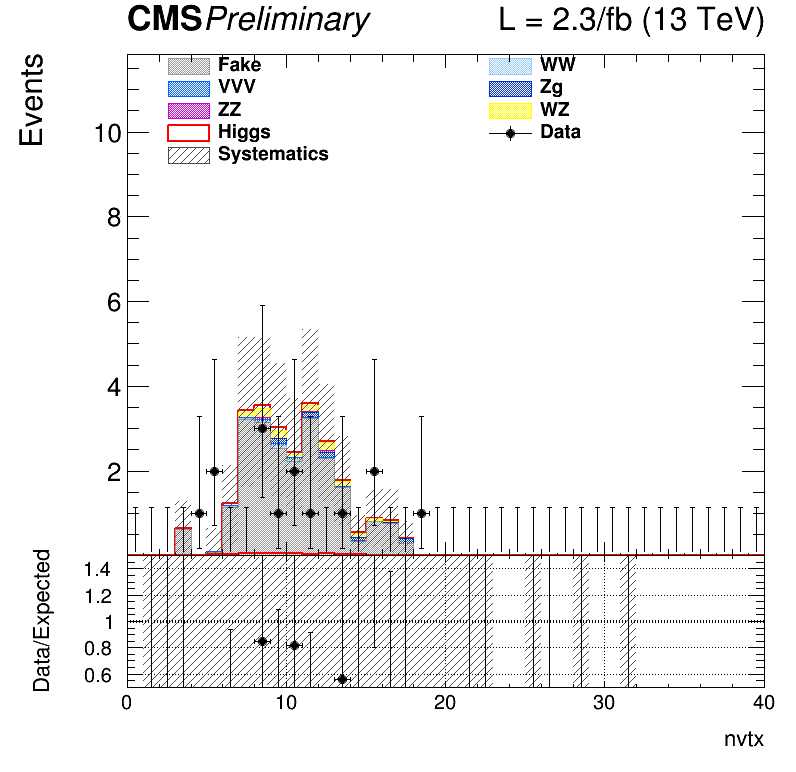 CMS Preliminary L = 2.3/fb (13 TeV)
Events
Fake WW
VVV Zg
ZZ WZ
Higgs Data
Systematics
10
8
6
4
2
Data/Expected
1.4
1.2
1
0.8
0.6
0 10 20 30 40
nvtx